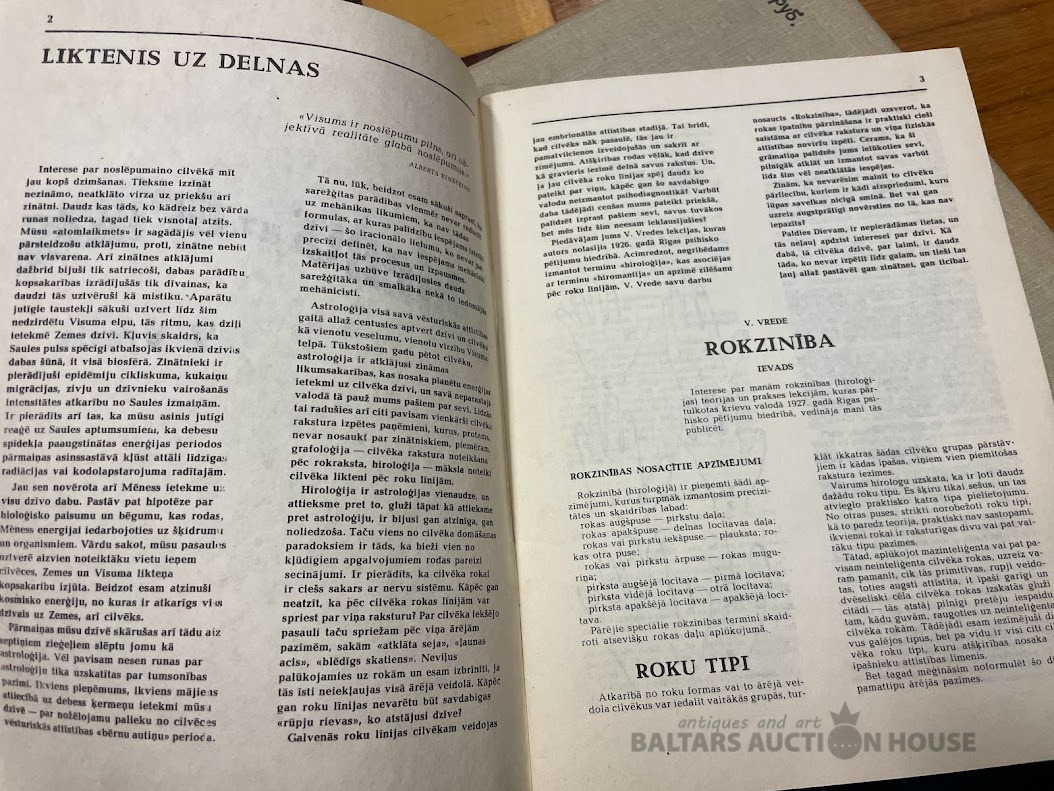 руб.
2
LIKTENIS UZ DELNAS
«Visums ir noslēpumu pilns, arī ob-
jektīvā realitāte glabā noslēpumu.»
ALBERTS EINŠTEINS
Interese par noslēpumaino cilvēkā mīt
jau kopš dzimšanas. Tieksme izzināt
nezināmo, neatklāto virza uz priekšu arī
zinātni. Daudz kas tāds, ko kādreiz bez vārda
runas noliedza, tagad tiek visnotaļ atzīts.
Mūsu «atomlaikmets» ir sagādājis vēl vienu
pārsteidzošu atklājumu, proti, zinātne nebūt
nav visvarena. Arī zinātnes atklājumi
dažbrīd bijuši tik satriecoši, dabas parādību
kopsakarības izrādījušās tik dīvainas, ka
daudzi tās uztvēruši kā mistiku. Aparātu
jutīgie taustekļi sākuši uztvert līdz šim
nedzirdētu Visuma elpu, tās ritmu, kas dziļi
ietekmē Zemes dzīvi. Kļuvis skaidrs, ka
Saules pulss spēcīgi atbalsojas ikvienā dzīvās
dabas šūnā, it visā biosfērā. Zinātnieki ir
pierādījuši epidēmiju cikliskumu, kukaiņu
migrācijas, zivju un dzīvnieku vairošanās
intensitātes atkarību no Saules izmaiņām.
Ir pierādīts arī tas, ka mūsu asinis jutīgi
reaģē uz Saules aptumsumiem, ka debesu
spīdekļa paaugstinātas enerģijas periodos
pārmaiņas asinssastāvā kļūst attāli līdzīgas
radiācijas vai kodolapstarojuma radītajām.
Jau sen novērota arī Mēness ietekme uz
visu dzīvo dabu. Pastāv pat hipotēze par
bioloģisko paisumu un bēgumu, kas rodas,
Mēness enerģijai iedarbojoties uz šķidrumu
un organismiem. Vārdu sakot, mūsu pasaules
uztverē aizvien noteiktāku vietu ieņem
cilvēces, Zemes un Visuma likteņa
kopsakarību izjūta. Beidzot esam atzinuši
kosmisko enerģiju, no kuras ir atkarīgs viss
dzīvais uz Zemes, arī cilvēks.
Pārmaiņas mūsu dzīvē skārušas arī tādu aiz
septiņiem zieģeļiem slēptu jomu kā
astroloģija. Vēl pavisam nesen runas par
astroloģiju tika uzskatītas par tumsonības
pazīmi. Ikviens pieņēmums, ikviens mājiens
attiecībā uz debess ķermeņu ietekmi mūsu
dzīvē — par nožēlojamu palieku no cilvēces
vēsturiskās attīstības «bērnu autiņu» perioda.
Tā nu, lūk, beidzot esam sākuši saprast, ka
sarežģītas parādības vienmēr nevar reducēt
uz mehānikas likumiem, ka nav tādas
formulas, ar kuras palīdzību iespējams izteikt
dzīvi — šo iracionālo lielumu, ko nevar pat
precīzi definēt, ka nav iespējams mehāniski
izskaitļot tās procesus un izpausmes.
Matērijas uzbūve izrādījusies daudz
sarežģītāka un smalkāka nekā to iedomājās
mehānicisti.
Astroloģija visā savā vēsturiskās attīstības
gaitā allaž centusies aptvert dzīvi un cilvēku
kā vienotu veselumu, vienotu virzību Visuma
telpā. Tūkstošiem gadu pētot cilvēku,
astroloģija ir atklājusi zināmas
likumsakarības, kas nosaka planētu enerģijas
ietekmi uz cilvēka dzīvi, un savā neparastajā
valodā tā pauž mums pašiem par sevi. Līdzās
tai radušies arī citi pavisam vienkārši cilvēka
rakstura izpētes paņēmieni, kurus, protams,
nevar nosaukt par zinātniskiem, piemēram,
grafoloģija — cilvēka rakstura noteikšana
pēc rokraksta, hiroloģija — māksla noteikt
cilvēka likteni pēc roku līnijām.
Hiroloģija ir astroloģijas vienaudze, un
attieksme pret to, gluži tāpat kā attieksme
pret astroloģiju, ir bijusi gan atzinīga, gan
noliedzoša. Taču viens no cilvēka domāšanas
paradoksiem ir tāds, ka bieži vien no
kļūdīgiem apgalvojumiem rodas pareizi
secinājumi. Ir pierādīts, ka cilvēka rokai
ir ciešs sakars ar nervu sistēmu. Kāpēc gan
neatzīt, ka pēc cilvēka rokas līnijām var
spriest par viņa raksturu? Par cilvēka iekšējo
pasauli taču spriežam pēc viņa ārējām
pazīmēm, sakām «atklāta seja», «ļaunas
acis», «blēdīgs skatiens». Neviļus
palūkojamies uz rokām un esam izbrīnīti, ja
tās īsti neiekļaujas visā ārējā veidolā. Kāpēc
gan roku līnijas nevarētu būt savdabīgas
«rūpju rievas», ko atstājusi dzīve?
Galvenās roku līnijas cilvēkam veidojas
3
jau embrionālās attīstības stadijā. Tai brīdī,
kad cilvēks nāk pasaulē, tās jau ir
pamatvilcienos izveidojušās un sakrīt ar
zīmējumu. Atšķirības rodas vēlāk, kad dzīve
kā gravieris iezīmē delnā savus rakstus. Un,
ja jau cilvēka roku līnijas spēj kaut ko
pateikt par viņu, kāpēc gan šo savdabīgo
valodu neizmantot psihodiagnostikā? Varbūt
daba tādējādi cenšas mums pateikt priekšā,
palīdzēt izprast pašiem sevi, savus tuvākos
bet mēs līdz šim neesam ieklausījušies?
Piedāvājam jums V. Vredes lekcijas, kuras
autors nolasījis 1926. gadā Rīgas psihisko
pētījumu biedrībā. Acīmredzot, negribēdams
izmantot terminu «hiroloģija», kas asociējas
ar terminu «hiromantija» un apzīmē zīlēšanu
pēc roku līnijām, V. Vrede savu darbu
nosaucis «Rokzinība», tādējādi uzsverot, ka
rokas īpatnību pārzināšana ir praktiski cieši
saistāma ar cilvēka rakstura un viņa fiziskās
attīstības noviržu izpēti. Cerams, ka šī
grāmatiņa palīdzēs jums ielūkoties sevī,
pilnīgāk atklāt un izmantot savas varbūt
līdz šim vēl neatklātās iespējas.
Zinām, ka nevarēsim mainīt to cilvēku
pārliecību, kuriem ir kādi aizspriedumi, kuru
lūpas savelkas nicīgā smīnā. Bet vai gan
uzreiz augstprātīgi novērsties no tā, kas nav
iepazīts?
Paldies Dievam, ir nepierādāmas lietas, un
tās neļauj apdzist interesei par dzīvi. Kā
dabā, tā cilvēka dzīvē, par laimi, ir daudz
tāda, ko nevar izpētīt līdz galam, un tieši tas
ļauj allaž pastāvēt gan zinātnei, gan ticībai.
V. VREDE
ROKZINĪBA
IEVADS
Interese par manām rokzinības (hiroloģi-
jas) teorijas un prakses lekcijām, kuras pār-
tulkotas krievu valodā 1927. gadā Rīgas psi-
hisko pētījumu biedrībā, vedināja mani tās
publicēt.
ROKZINĪBAS NOSACĪTIE APZĪMĒJUMI
Rokzinībā (hiroloģijā) ir pieņemti šādi ap-
zīmējumi, kurus turpmāk izmantosim precizi-
tātes un skaidrības labad:
rokas augšpuse — pirkstu daļa;
rokas apakšpuse — delnas locītavas daļa;
rokas vai pirkstu iekšpuse — plauksta; ro-
kas otra puse;
rokas vai pirkstu ārpuse — rokas mugu-
riņa;
pirksta augšējā locītava — pirmā locītava;
pirksta vidējā locītava — otrā locītava;
pirksta apakšējā locītava — apakšējā locī-
tava.
Pārējie speciālie rokzinības termini skaid-
roti atsevišķu rokas daļu aplūkojumā.
ROKU TIPI
Atkarībā no roku formas vai to ārējā vei-
dola cilvēkus var iedalīt vairākās grupās, tur-
klāt ikkatras šādas cilvēku grupas pārstāv-
jiem ir kādas īpašas, viņiem vien piemītošas
rakstura iezīmes.
Vairums hirologu uzskata, ka ir ļoti daudz
dažādu roku tipu. Es šķiru tikai sešus, un tas
atvieglo praktisko katra tipa pielietojumu.
No otras puses, strikti norobežoti roku tipi,
kā to paredz teorija, praktiski nav sastopami,
ikvienai rokai ir raksturīgas divu vai pat vai-
rāku tipu pazīmes.
Tātad, aplūkojot mazinteliģenta vai pat pa-
visam neinteliģenta cilvēka rokas, uzreiz va-
ram pamanīt, cik tās primitīvas, rupji veido-
tas, toties augsti attīstīta, it īpaši garīgi un
dvēseliski cēla cilvēka rokas izskatās gluži
citādi — tās atstāj pilnīgi pretēju iespaidu
tam, kādu guvām, raugoties uz neinteliģenta
cilvēka rokām. Tādējādi esam iezīmējuši di-
vus galējos tipus, bet pa vidu ir visi citi cil-
vēka roku tipi, kuru atšķirības nosaka
īpašnieku attīstības līmenis.
Bet tagad mēģināsim noformulēt šo di
pamattipu ārējās pazīmes.
antiques and art
BALTARS AUCTION HOUSE